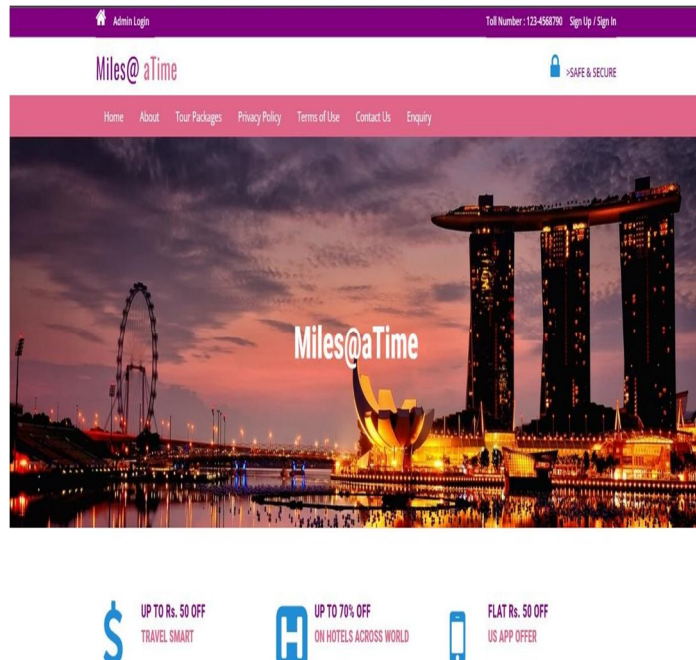 Admin Login
Toll Number : 123-4568790 Sign Up / Sign In
Miles@ aTime
>SAFE & SECURE
Home About Tour Packages Privacy Policy Terms of Use Contact Us Enquiry
Miles@aTime
UP TO Rs. 50 OFF
TRAVEL SMART
H
UP TO 70% OFF
ON HOTELS ACROSS WORLD
FLAT Rs. 50 OFF
US APP OFFER